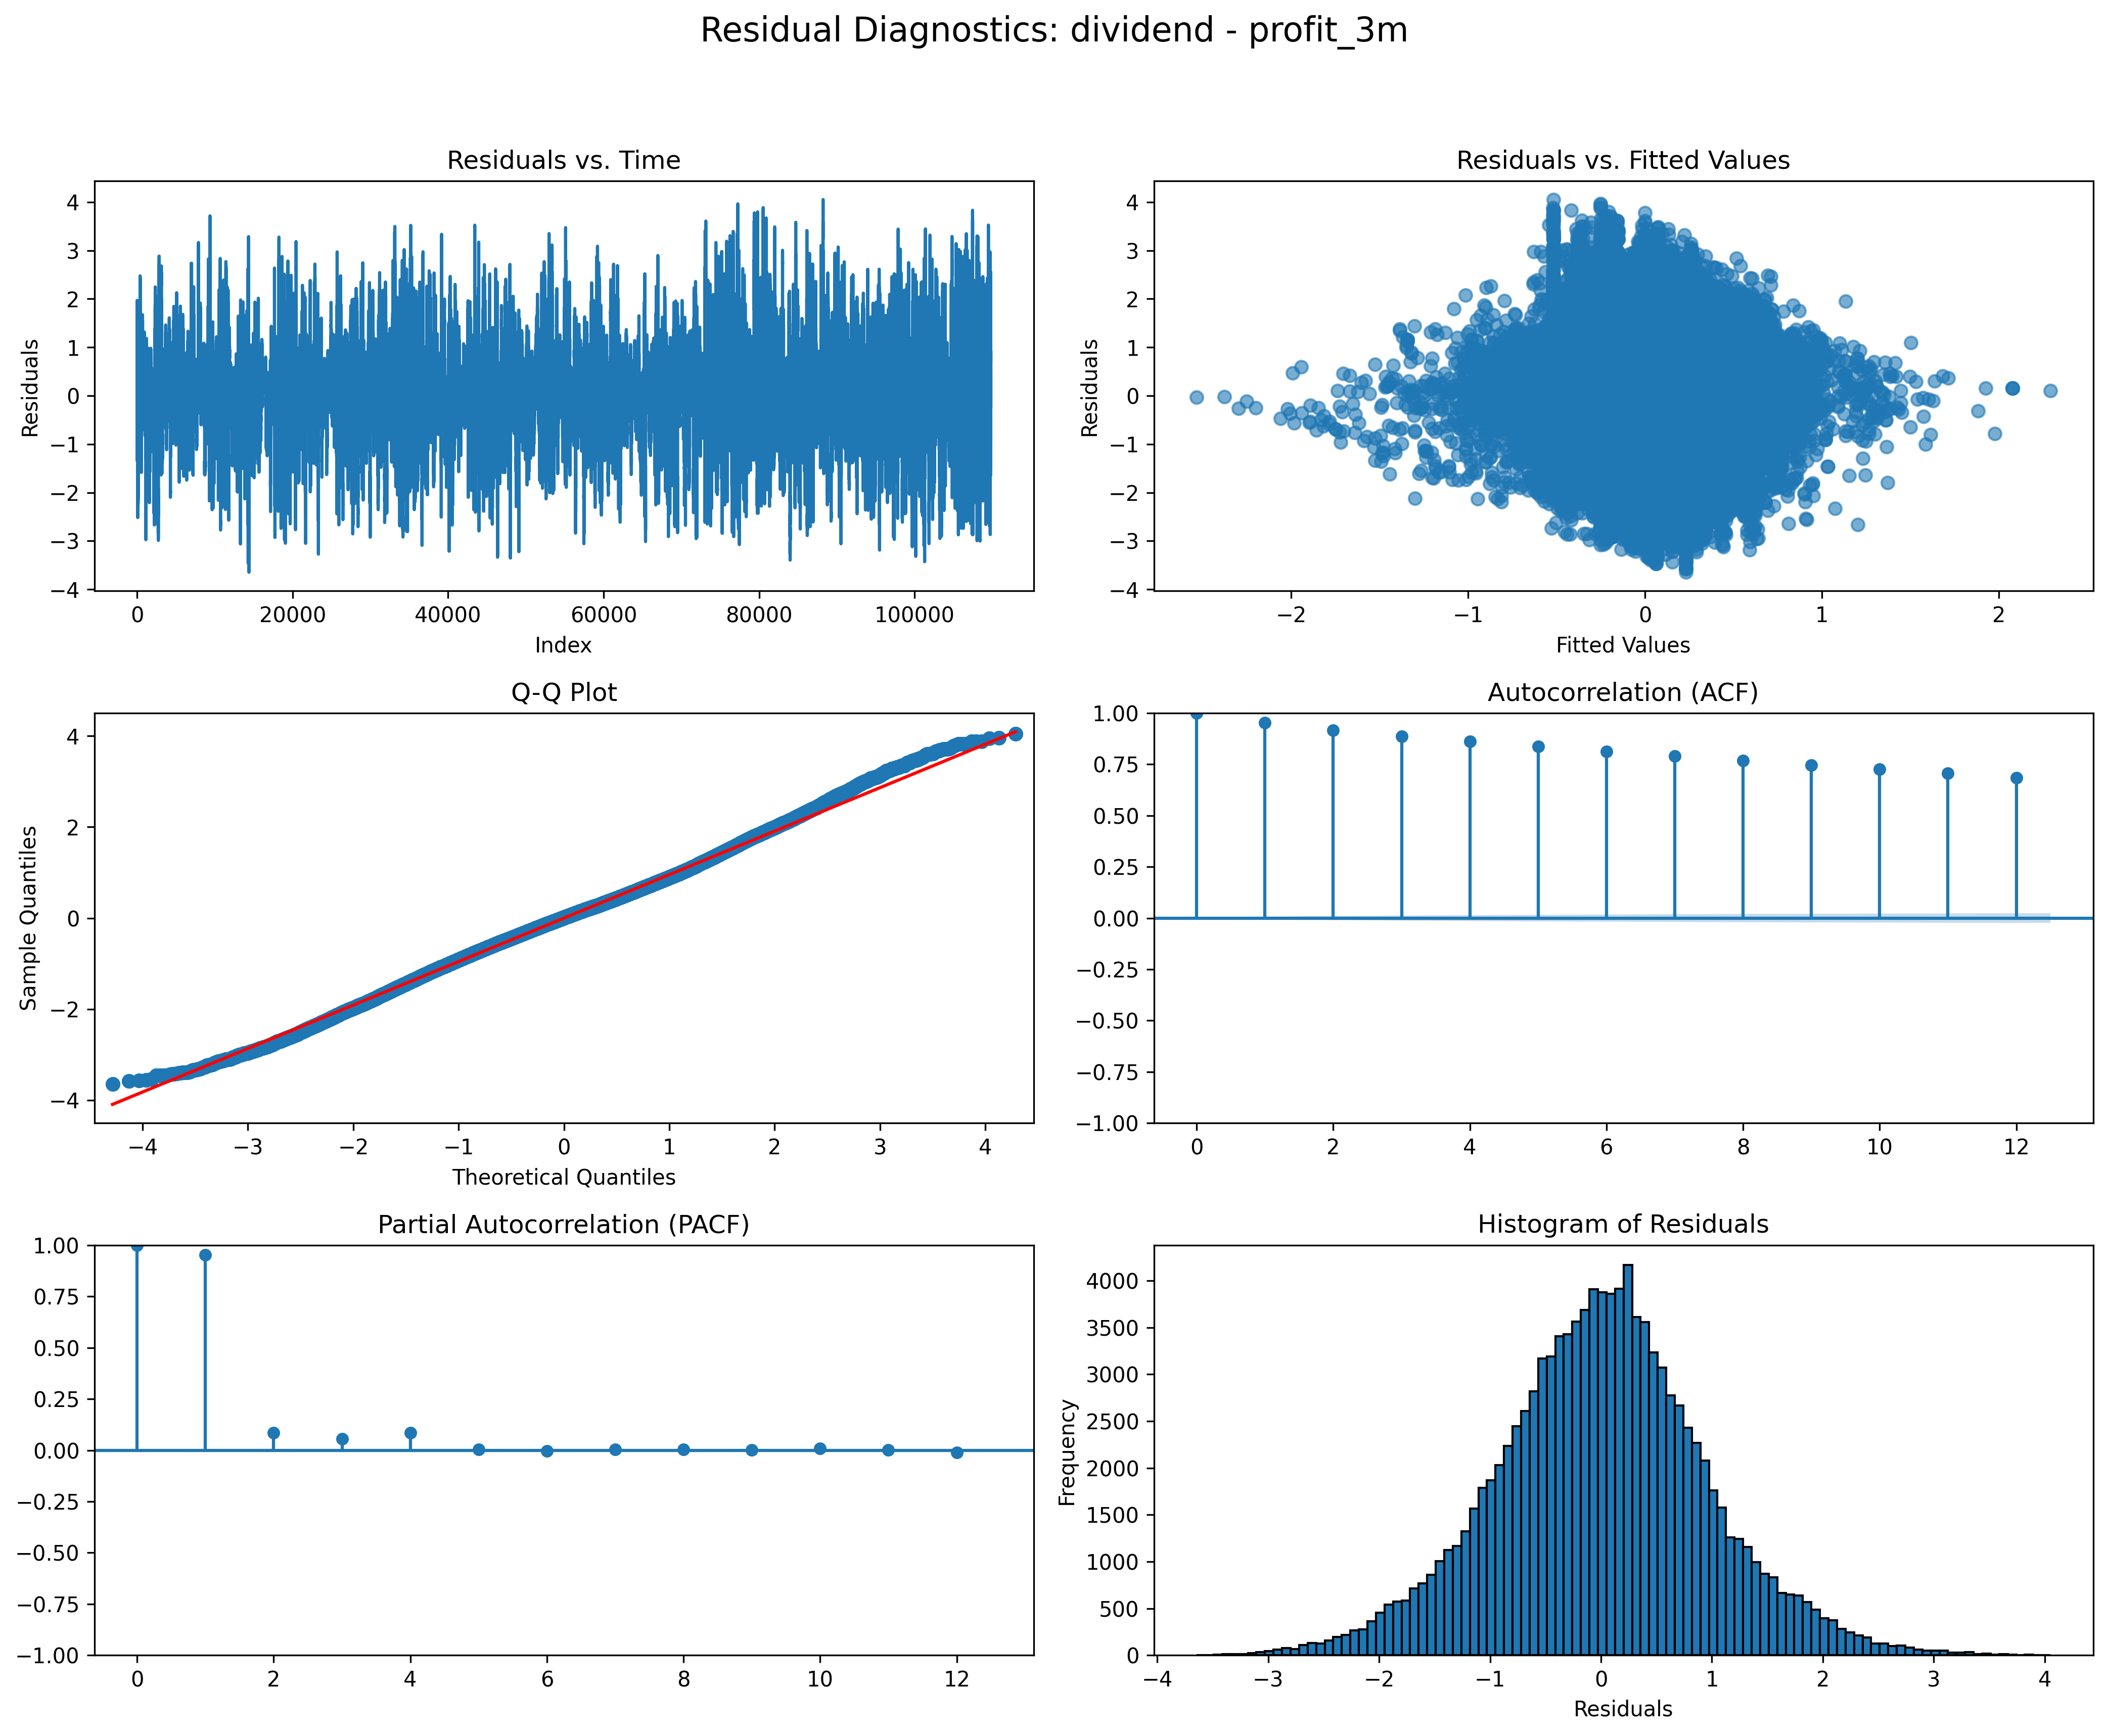 Residual Diagnostics: dividend - profit_3m
Residuals vs. Time
Residuals
4
3
2
1
0
−1
−2
−3
−4
0 20000 40000 60000 80000 100000
Index
Residuals vs. Fitted Values
Residuals
4
3
2
1
0
−1
−2
−3
−4
−2 −1 0 1 2
Fitted Values
Q-Q Plot
Sample Quantiles
4
2
0
−2
−4
−4 −3 −2 −1 0 1 2 3 4
Theoretical Quantiles
Autocorrelation (ACF)
1.00
0.75
0.50
0.25
0.00
−0.25
−0.50
−0.75
−1.00
0 2 4 6 8 10 12
Partial Autocorrelation (PACF)
1.00
0.75
0.50
0.25
0.00
−0.25
−0.50
−0.75
−1.00
0 2 4 6 8 10 12
Histogram of Residuals
Frequency
4000
3500
3000
2500
2000
1500
1000
500
0
−4 −3 −2 −1 0 1 2 3 4
Residuals